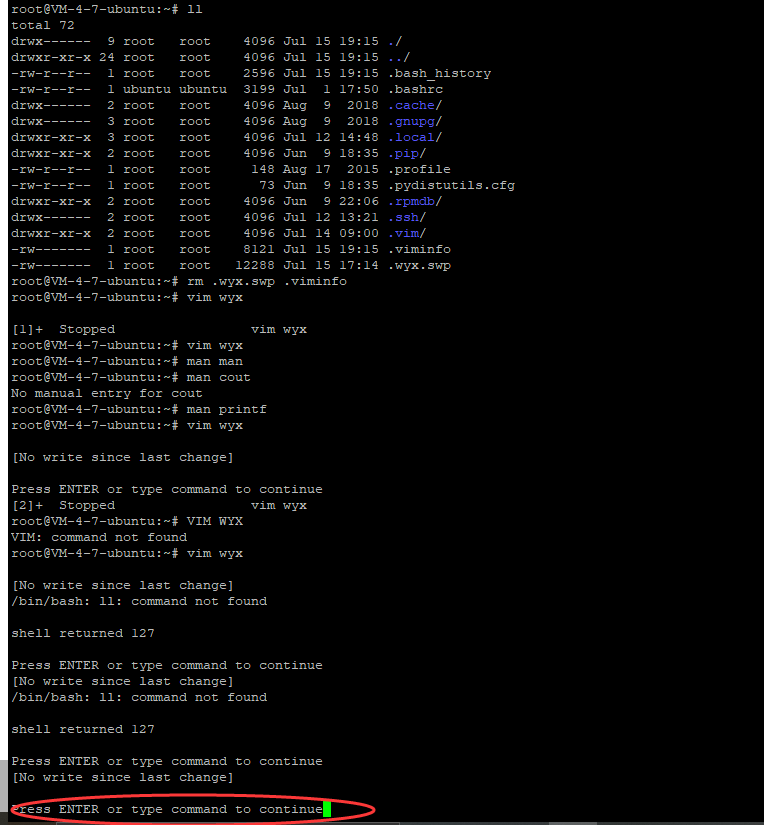 root@VM-4-7-ubuntu:~# ll
total 72
drwx------  9 root   root    4096 Jul 15 19:15 ./
drwxr-xr-x 24 root   root    4096 Jul 15 19:15 ../
-rw-r--r--  1 root   root    2596 Jul 15 19:15 .bash_history
-rw-r--r--  1 ubuntu ubuntu  3199 Jul  1 17:50 .bashrc
drwx------  2 root   root    4096 Aug  9  2018 .cache/
drwx------  3 root   root    4096 Aug  9  2018 .gnupg/
drwxr-xr-x  3 root   root    4096 Jul 12 14:48 .local/
drwxr-xr-x  2 root   root    4096 Jun  9 18:35 .pip/
-rw-r--r--  1 root   root     148 Aug 17  2015 .profile
-rw-r--r--  1 root   root      73 Jun  9 18:35 .pydistutils.cfg
drwxr-xr-x  2 root   root    4096 Jun  9 22:06 .rpmdb/
drwx------  2 root   root    4096 Jul 12 13:21 .ssh/
drwxr-xr-x  2 root   root    4096 Jul 14 09:00 .vim/
-rw-------  1 root   root    8121 Jul 15 19:15 .viminfo
-rw-------  1 root   root   12288 Jul 15 17:14 .wyx.swp
root@VM-4-7-ubuntu:~# rm .wyx.swp .viminfo
root@VM-4-7-ubuntu:~# vim wyx
[1]+  Stopped                 vim wyx
root@VM-4-7-ubuntu:~# vim wyx
root@VM-4-7-ubuntu:~# man man
root@VM-4-7-ubuntu:~# man cout
No manual entry for cout
root@VM-4-7-ubuntu:~# man printf
root@VM-4-7-ubuntu:~# vim wyx
[No write since last change]
Press ENTER or type command to continue
[2]+  Stopped                 vim wyx
root@VM-4-7-ubuntu:~# VIM WYX
VIM: command not found
root@VM-4-7-ubuntu:~# vim wyx
[No write since last change]
/bin/bash: ll: command not found
shell returned 127
Press ENTER or type command to continue
[No write since last change]
/bin/bash: ll: command not found
shell returned 127
Press ENTER or type command to continue
[No write since last change]
Press ENTER or type command to continue